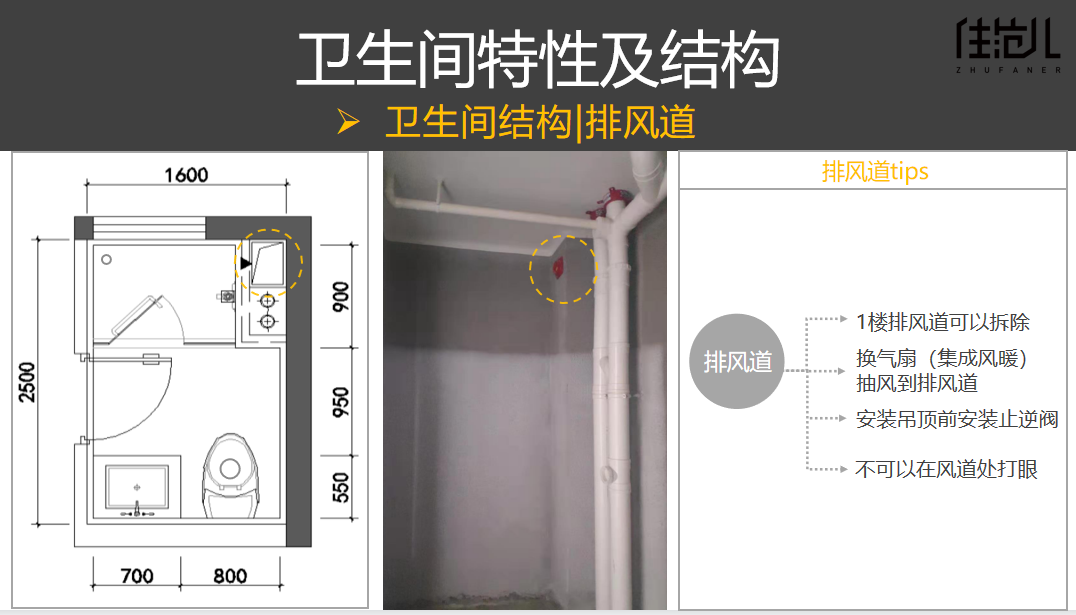 卫生间特性及结构
佳范儿
ZHUFANER
➢ 卫生间结构|排风道
1600
2500
900
950
550
700
800
排风道tips
排风道
1楼排风道可以拆除
换气扇（集成风暖）
抽风到排风道
安装吊顶前安装止逆阀
不可以在风道处打眼